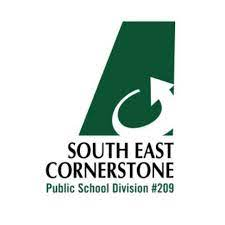 SOUTH EAST
CORNERSTONE
Public School Division #209